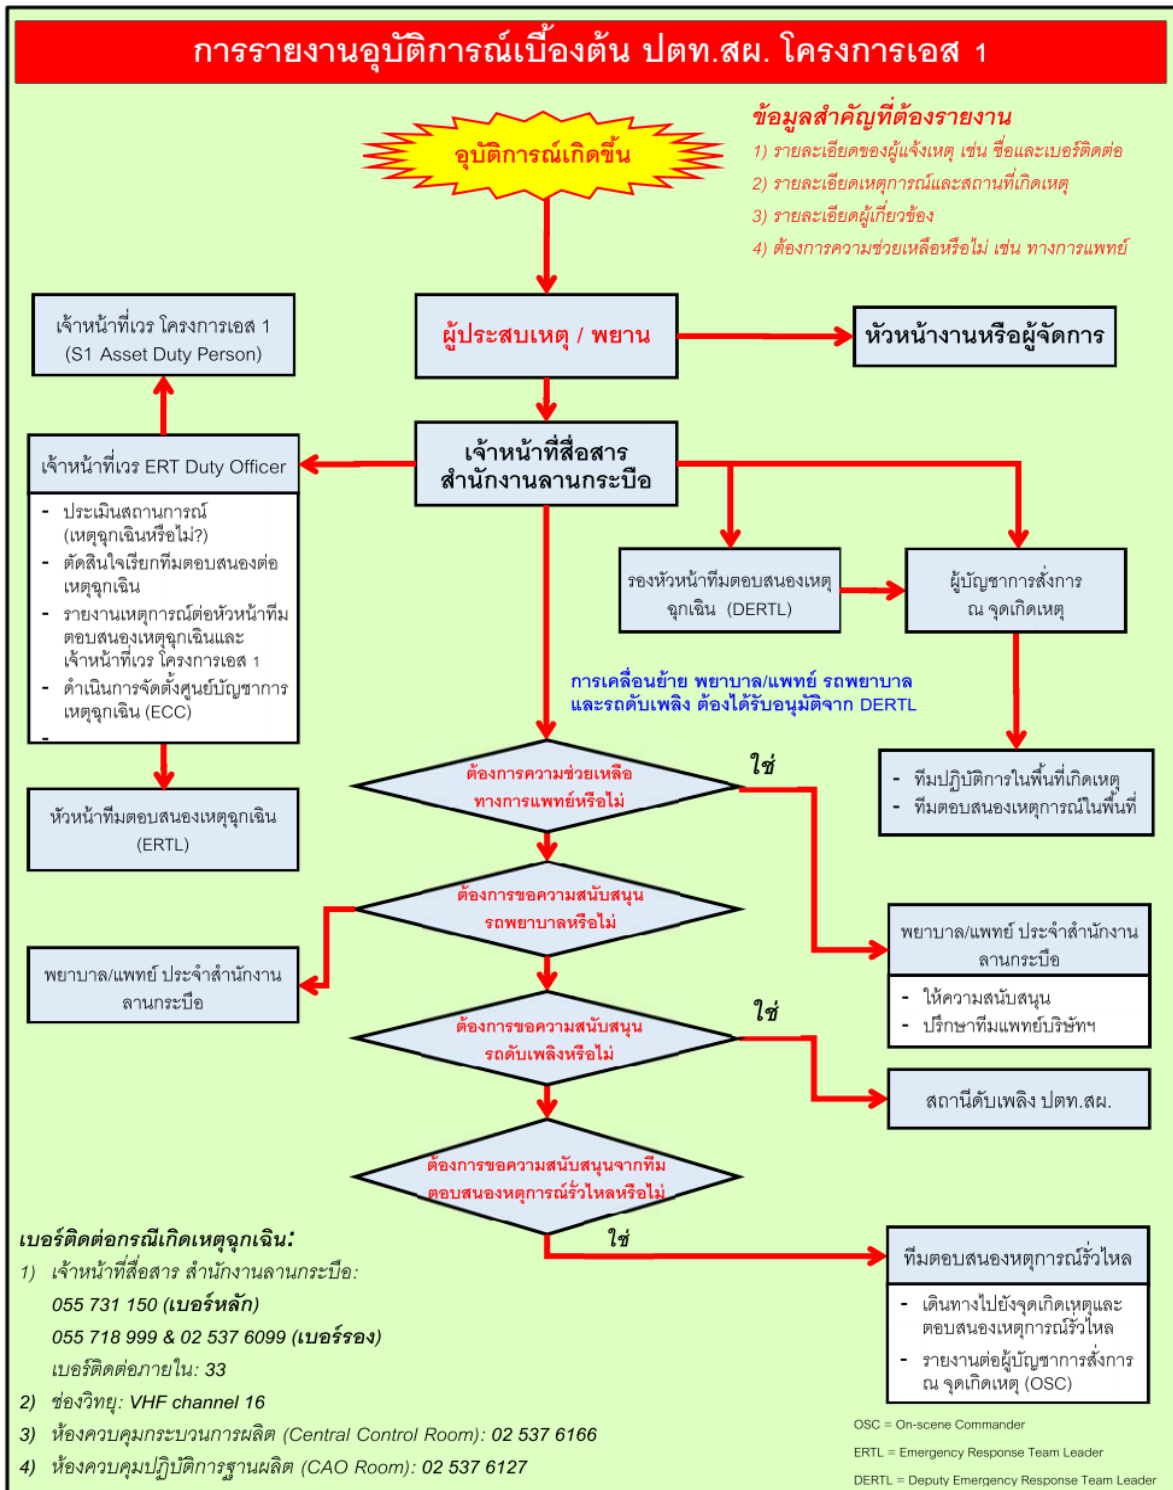 การรายงานอุบัติการณ์เบื้องต้น ปตท.สผ. โครงการเอส 1
อุบัติการณ์เกิดขึ้น
ข้อมูลสำคัญที่ต้องรายงาน
1) รายละเอียดของผู้แจ้งเหตุ เช่น ชื่อและเบอร์ติดต่อ
2) รายละเอียดเหตุการณ์และสถานที่เกิดเหตุ
3) รายละเอียดผู้เกี่ยวข้อง
4) ต้องการความช่วยเหลือหรือไม่ เช่น ทางการแพทย์
เจ้าหน้าที่เวร โครงการเอส 1
(S1 Asset Duty Person)
ผู้ประสบเหตุ / พยาน
หัวหน้างานหรือผู้จัดการ
เจ้าหน้าที่สื่อสาร
สำนักงานลานกระบือ
เจ้าหน้าที่เวร ERT Duty Officer
- ประเมินสถานการณ์
(เหตุฉุกเฉินหรือไม่?)
- ตัดสินใจเรียกทีมตอบสนองต่อ
เหตุฉุกเฉิน
- รายงานเหตุการณ์ต่อหัวหน้าทีม
ตอบสนองเหตุฉุกเฉินและ
เจ้าหน้าที่เวร โครงการเอส 1
- ดำเนินการจัดตั้งศูนย์บัญชาการ
เหตุฉุกเฉิน (ECC)
-
รองหัวหน้าทีมตอบสนองเหตุ
ฉุกเฉิน (DERTL)
ผู้บัญชาการสั่งการ
ณ จุดเกิดเหตุ
การเคลื่อนย้าย พยาบาล/แพทย์ รถพยาบาล
และรถดับเพลิง ต้องได้รับอนุมัติจาก DERTL
ต้องการความช่วยเหลือ
ทางการแพทย์หรือไม่
ใช่
- ทีมปฏิบัติการในพื้นที่เกิดเหตุ
- ทีมตอบสนองเหตุการณ์ในพื้นที่
หัวหน้าทีมตอบสนองเหตุฉุกเฉิน
(ERTL)
ต้องการขอความสนับสนุน
รถพยาบาลหรือไม่
พยาบาล/แพทย์ ประจำสำนักงาน
ลานกระบือ
พยาบาล/แพทย์ ประจำสำนักงาน
ลานกระบือ
- ให้ความสนับสนุน
- ปรึกษาทีมแพทย์บริษัทฯ
ต้องการขอความสนับสนุน
รถดับเพลิงหรือไม่
ใช่
สถานีดับเพลิง ปตท.สผ.
ต้องการขอความสนับสนุนจากทีม
ตอบสนองหตุการณ์รั่วไหลหรือไม่
ใช่
ทีมตอบสนองหตุการณ์รั่วไหล
- เดินทางไปยังจุดเกิดเหตุและ
ตอบสนองเหตุการณ์รั่วไหล
- รายงานต่อผู้บัญชาการสั่งการ
ณ จุดเกิดเหตุ (OSC)
เบอร์ติดต่อกรณีเกิดเหตุฉุกเฉิน:
1) เจ้าหน้าที่สื่อสาร สำนักงานลานกระบือ:
055 731 150 (เบอร์หลัก)
055 718 999 & 02 537 6099 (เบอร์รอง)
เบอร์ติดต่อภายใน: 33
2) ช่องวิทยุ: VHF channel 16
3) ห้องควบคุมกระบวนการผลิต (Central Control Room): 02 537 6166
4) ห้องควบคุมปฏิบัติการฐานผลิต (CAO Room): 02 537 6127
OSC = On-scene Commander
ERTL = Emergency Response Team Leader
DERTL = Deputy Emergency Response Team Leader